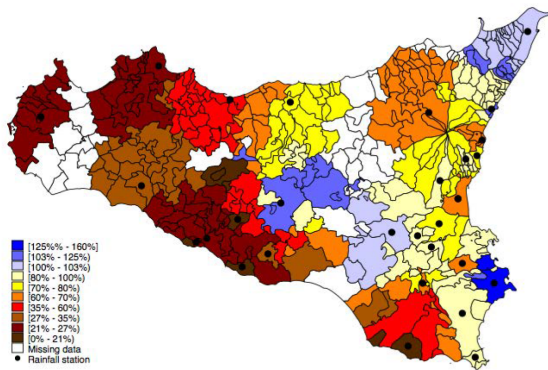 [125%% - 160%)
[103% - 125%)
[100% - 103%)
[80% - 100%)
[70% - 80%)
[60% - 70%)
[35% - 60%)
[27% - 35%)
[21% - 27%)
[0% - 21%)
Missing data
Rainfall station